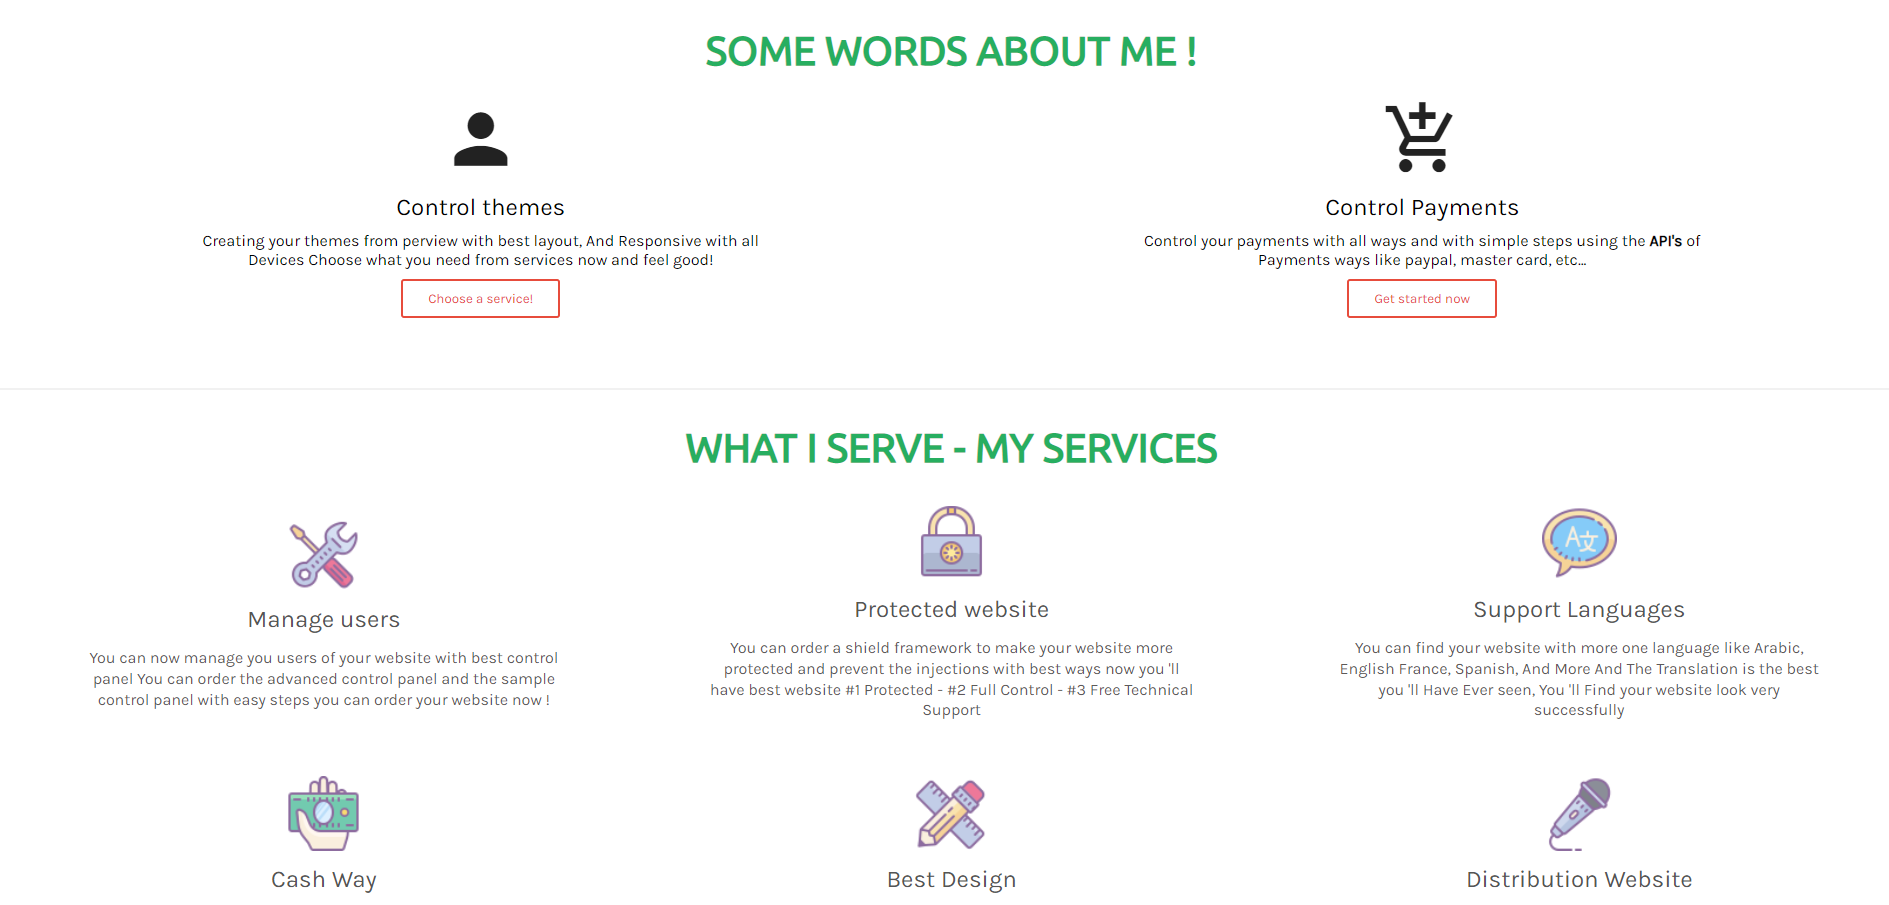 SOME WORDS ABOUT ME !
Control themes
Creating your themes from perview with best layout, And Responsive with all
Devices Choose what you need from services now and feel good!
Choose a service!
Control Payments
Control your payments with all ways and with simple steps using the API's of
Payments ways like paypal, master card, etc...
Get started now
WHAT I SERVE - MY SERVICES
Manage users
You can now manage you users of your website with best control
panel You can order the advanced control panel and the sample
control panel with easy steps you can order your website now !
Protected website
You can order a shield framework to make your website more
protected and prevent the injections with best ways now you 'll
have best website #1 Protected - #2 Full Control - #3 Free Technical
Support
A文
Support Languages
You can find your website with more one language like Arabic,
English France, Spanish, And More And The Translation is the best
you 'll Have Ever seen, You 'll Find your website look very
successfully
Cash Way
Best Design
Distribution Website